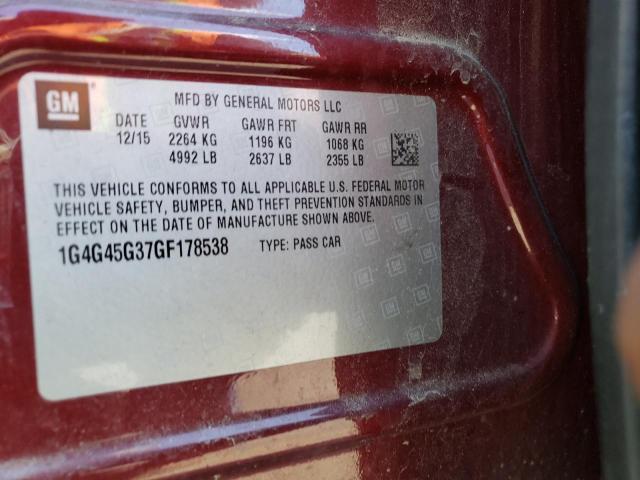 GM
MFD BY GENERAL MOTORS LLC
DATE GVWR GAWR FRT GAWR RR
12/15 2264 KG 1196 KG 1068 KG
4992 LB 2637 LB 2355 LB
THIS VEHICLE CONFORMS TO ALL APPLICABLE U.S. FEDERAL MOTOR
VEHICLE SAFETY, BUMPER, AND THEFT PREVENTION STANDARDS IN
EFFECT ON THE DATE OF MANUFACTURE SHOWN ABOVE.
1G4G45G37GF178538 TYPE: PASS CAR